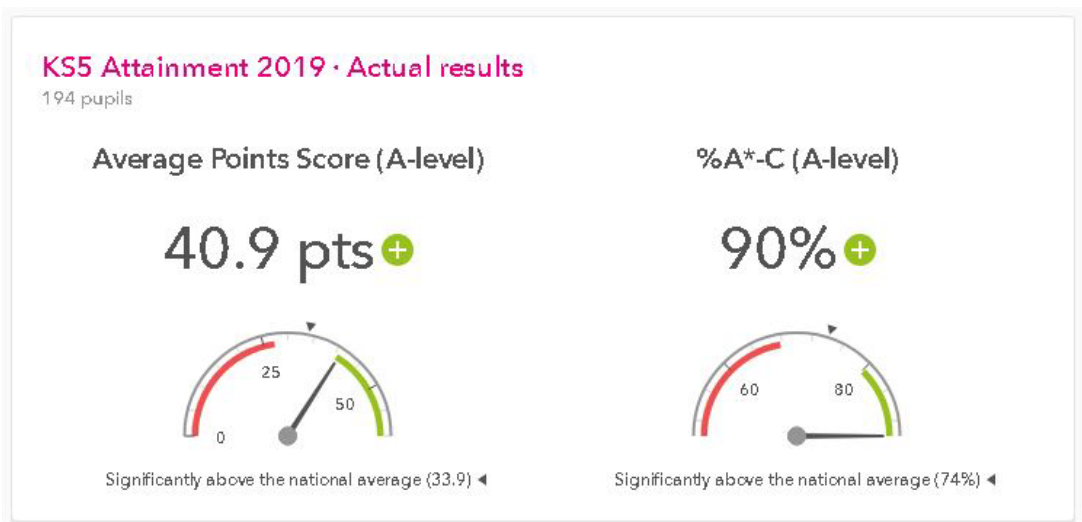 KS5 Attainment 2019 · Actual results
194 pupils
Average Points Score (A-level)
%A*-C (A-level)
40.9 pts +
90% +
25
50
0
60
80
Significantly above the national average (33.9) ◄
Significantly above the national average (74%) ◄